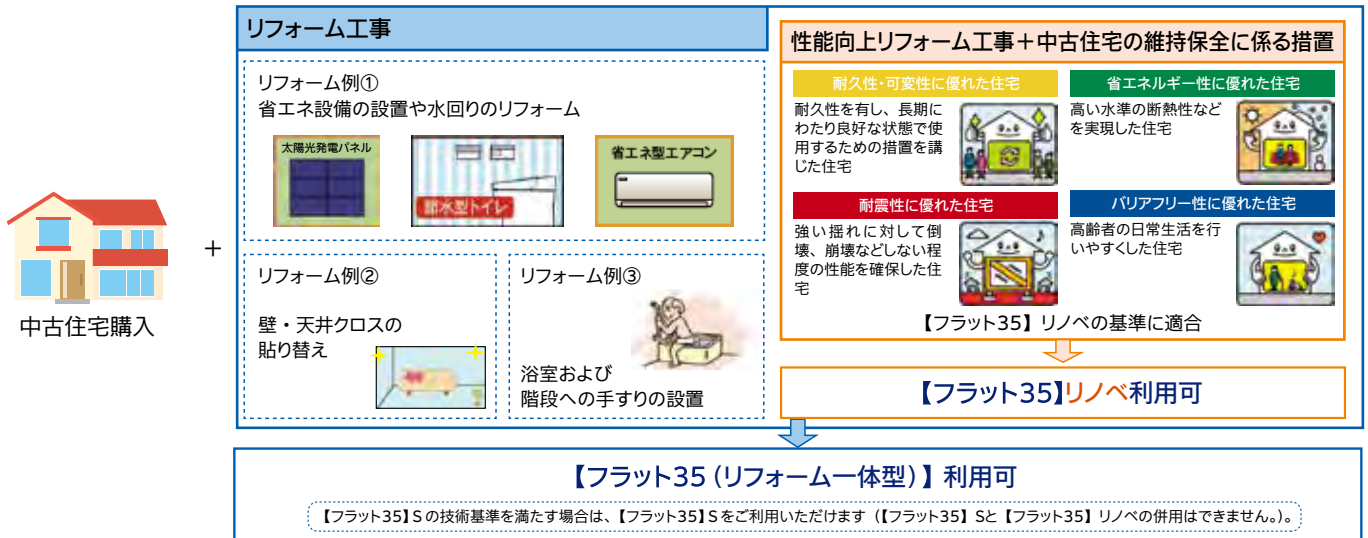 中古住宅購入
+
リフォーム工事
リフォーム例①
省エネ設備の設置や水回りのリフォーム
太陽光発電パネル
節水型トイレ
省エネ型エアコン
リフォーム例②
壁・天井クロスの
貼り替え
リフォーム例③
浴室および
階段への手すりの設置
性能向上リフォーム工事+中古住宅の維持保全に係る措置
耐久性・可変性に優れた住宅
耐久性を有し、長期に
わたり良好な状態で使
用するための措置を講
じた住宅
省エネルギー性に優れた住宅
高い水準の断熱性など
を実現した住宅
耐震性に優れた住宅
強い揺れに対して倒
壊、崩壊などしない程
度の性能を確保した住
宅
バリアフリー性に優れた住宅
高齢者の日常生活を行
いやすくした住宅
【フラット35】リノベの基準に適合
【フラット35】リノベ利用可
【フラット35(リフォーム一体型)】利用可
【フラット35】Sの技術基準を満たす場合は、【フラット35】Sをご利用いただけます(【フラット35】Sと【フラット35】リノベの併用はできません。)。